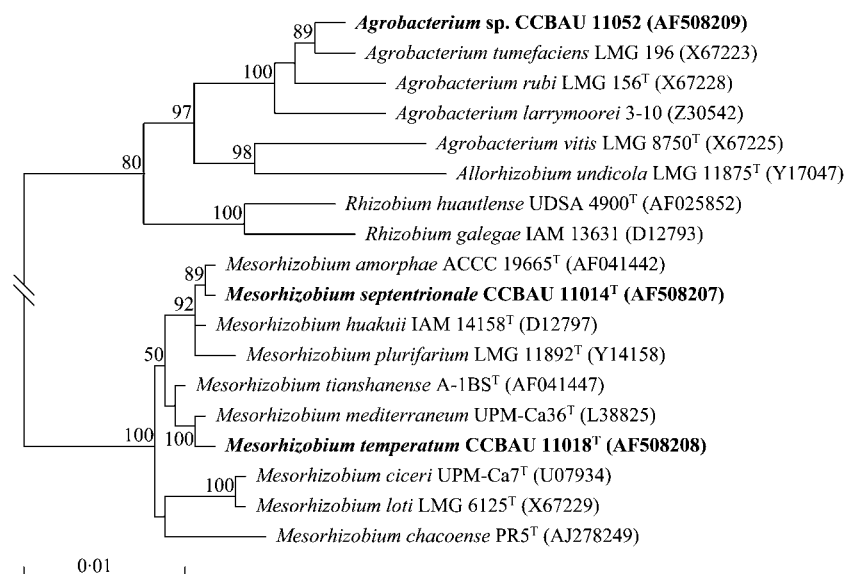 Agrobacterium sp. CCBAU 11052 (AF508209)
89
Agrobacterium tumefaciens LMG 196 (X67223)
100
Agrobacterium rubi LMG 156ᵀ (X67228)
97
Agrobacterium larrymoorei 3-10 (Z30542)
Agrobacterium vitis LMG 8750ᵀ (X67225)
98
80
Allorhizobium undicola LMG 11875ᵀ (Y17047)
Rhizobium huautlense UDSA 4900ᵀ (AF025852)
100
Rhizobium galegae IAM 13631 (D12793)
Mesorhizobium amorphae ACCC 19665ᵀ (AF041442)
89
Mesorhizobium septentrionale CCBAU 11014ᵀ (AF508207)
92
Mesorhizobium huakuii IAM 14158ᵀ (D12797)
50
Mesorhizobium plurifarium LMG 11892ᵀ (Y14158)
Mesorhizobium tianshanense A-1BSᵀ (AF041447)
Mesorhizobium mediterraneum UPM-Ca36ᵀ (L38825)
100
100
Mesorhizobium temperatum CCBAU 11018ᵀ (AF508208)
Mesorhizobium ciceri UPM-Ca7ᵀ (U07934)
100
Mesorhizobium loti LMG 6125ᵀ (X67229)
Mesorhizobium chacoense PR5ᵀ (AJ278249)
0·01